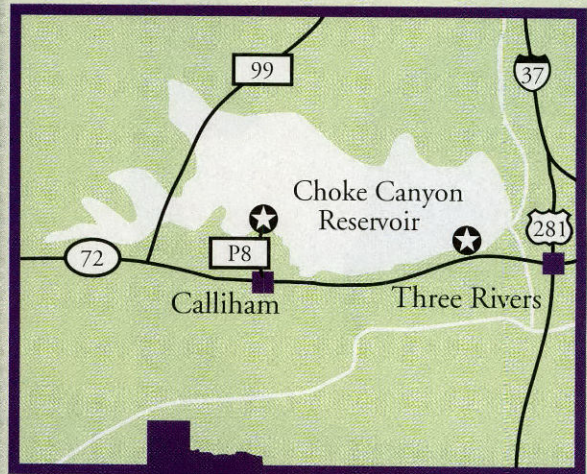 99
37
Choke Canyon
Reservoir
281
P8
72
Calliham
Three Rivers